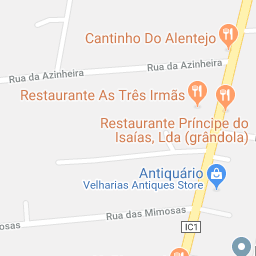 Cantinho Do Alentejo
Rua da Azinheira
Rua da Azinheira
Restaurante As Três Irmãs
Restaurante Príncipe do
Isaías, Lda (grândola)
Antiquário
Velharias Antiques Store
Rua das Mimosas
osas
IC1